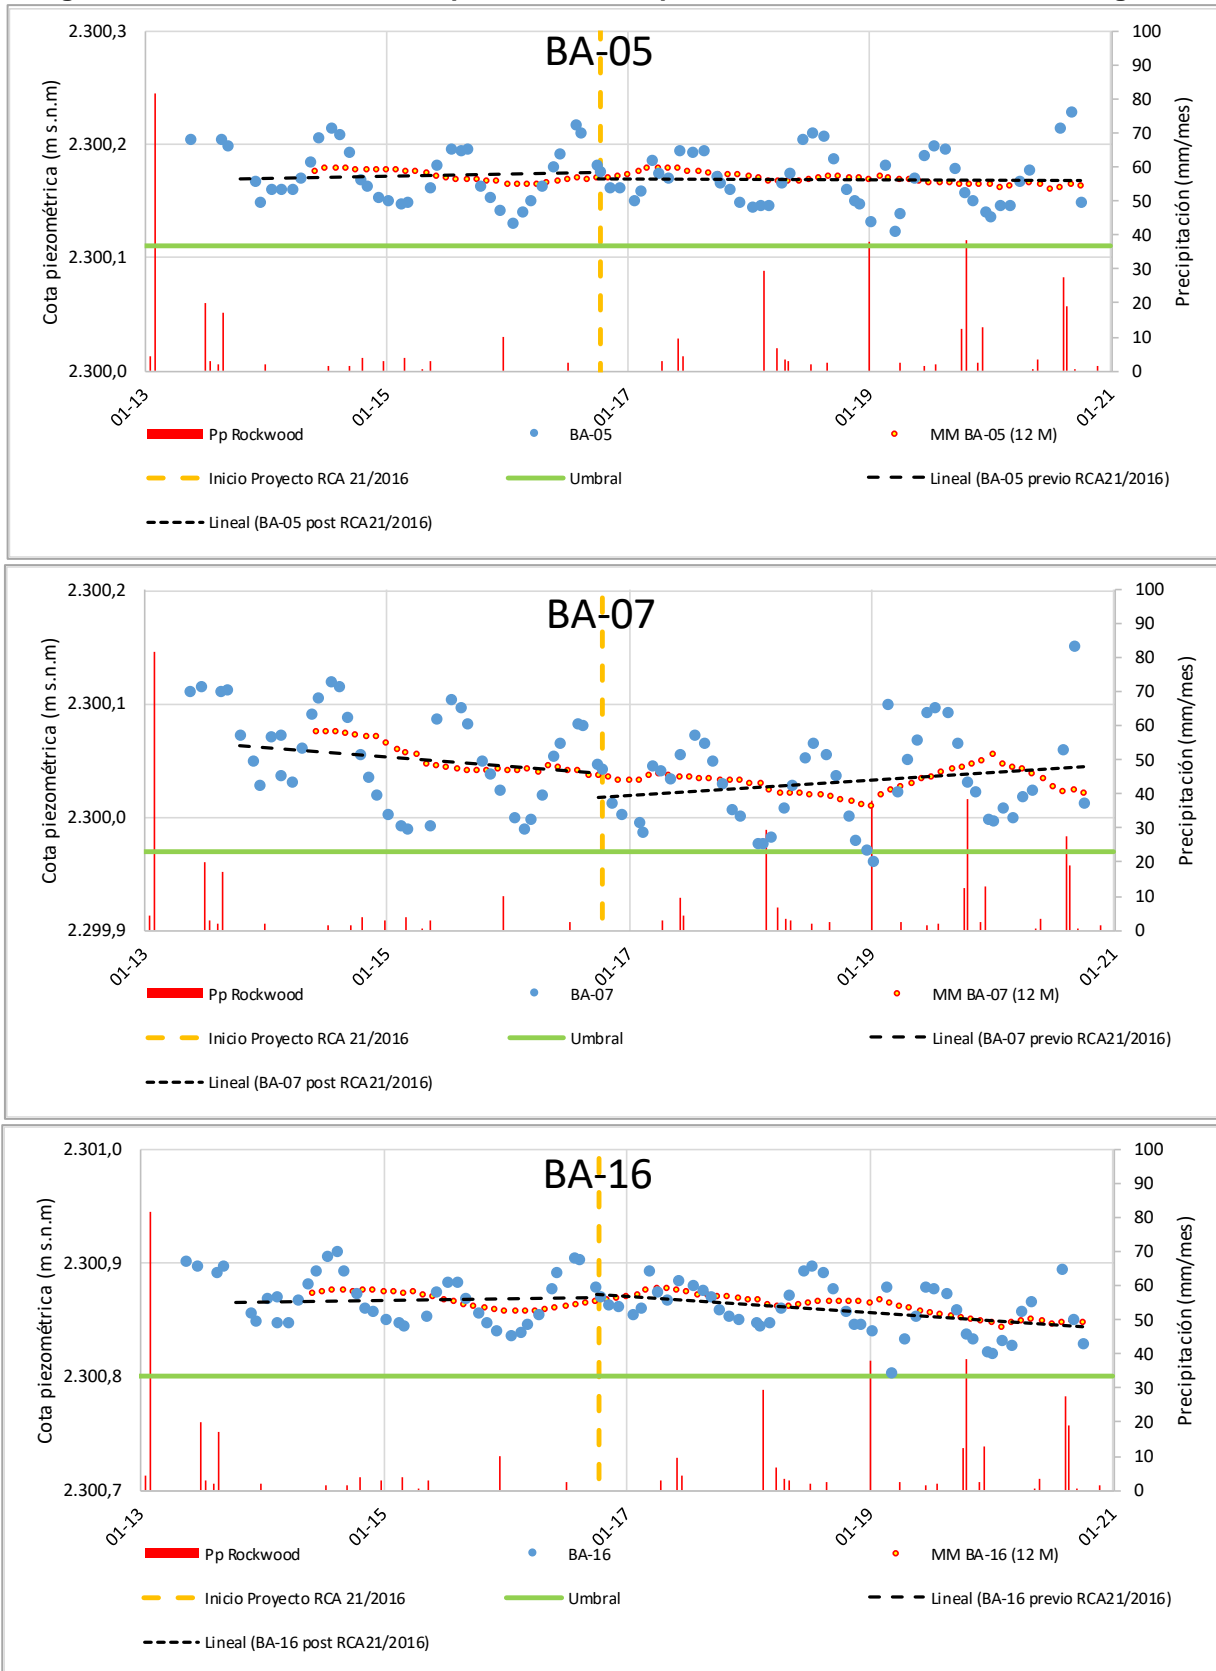 BA-05
2.300,3
2.300,2
2.300,1
2.300,0
Cota piezométrica (m s.n.m)
100
90
80
70
60
50
40
30
20
10
0
Precipitación (mm/mes)
01-13
01-15
01-17
01-19
01-21
Pp Rockwood
BA-05
MM BA-05 (12 M)
Inicio Proyecto RCA 21/2016
Umbral
Lineal (BA-05 previo RCA21/2016)
Lineal (BA-05 post RCA21/2016)
BA-07
2.300,2
2.300,1
2.300,0
2.299,9
Cota piezométrica (m s.n.m)
100
90
80
70
60
50
40
30
20
10
0
Precipitación (mm/mes)
01-13
01-15
01-17
01-19
01-21
Pp Rockwood
BA-07
MM BA-07 (12 M)
Inicio Proyecto RCA 21/2016
Umbral
Lineal (BA-07 previo RCA21/2016)
Lineal (BA-07 post RCA21/2016)
BA-16
2.301,0
2.300,9
2.300,8
2.300,7
Cota piezométrica (m s.n.m)
100
90
80
70
60
50
40
30
20
10
0
Precipitación (mm/mes)
01-13
01-15
01-17
01-19
01-21
Pp Rockwood
BA-16
MM BA-16 (12 M)
Inicio Proyecto RCA 21/2016
Umbral
Lineal (BA-16 previo RCA21/2016)
Lineal (BA-16 post RCA21/2016)